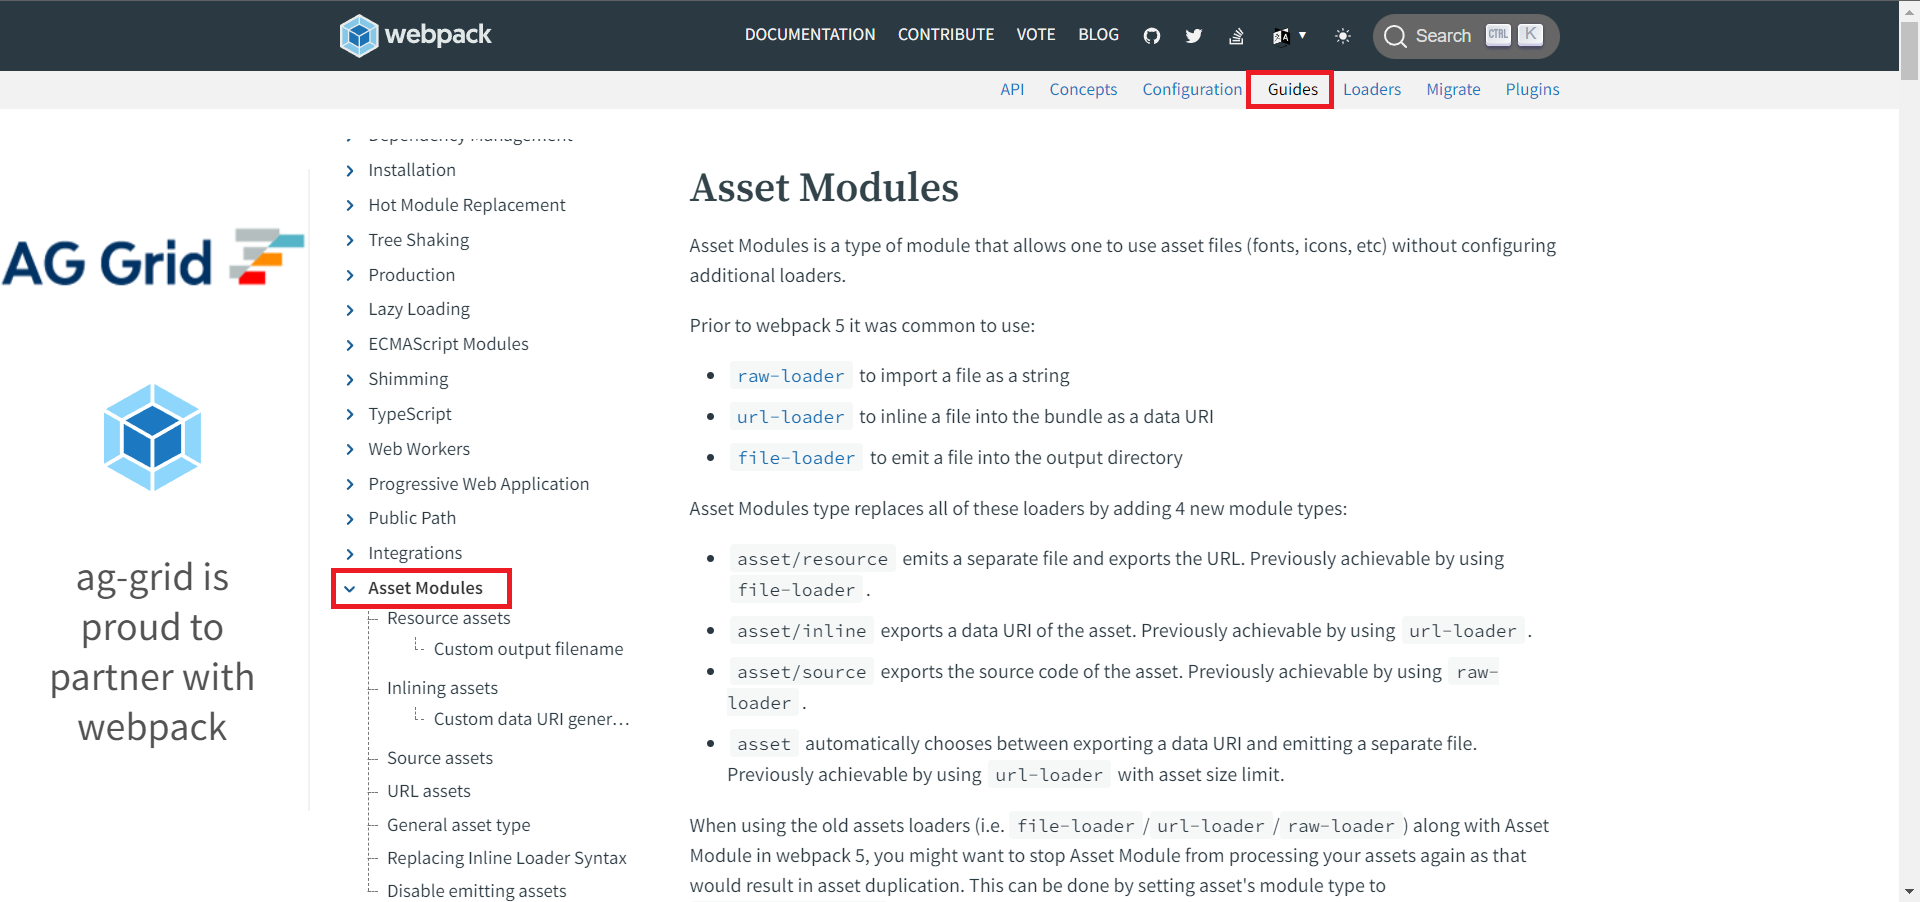 webpack
DOCUMENTATION CONTRIBUTE VOTE BLOG Search CTRL K
API Concepts Configuration Guides Loaders Migrate Plugins
Dependency Management
Installation
Hot Module Replacement
Tree Shaking
Production
Lazy Loading
ECMAScript Modules
Shimming
TypeScript
Web Workers
Progressive Web Application
Public Path
Integrations
Asset Modules
Resource assets
Custom output filename
Inlining assets
Custom data URI gener…
Source assets
URL assets
General asset type
Replacing Inline Loader Syntax
Disable emitting assets
AG Grid
ag-grid is
proud to
partner with
webpack
Asset Modules
Asset Modules is a type of module that allows one to use asset files (fonts, icons, etc) without configuring
additional loaders.
Prior to webpack 5 it was common to use:
• raw-loader to import a file as a string
• url-loader to inline a file into the bundle as a data URI
• file-loader to emit a file into the output directory
Asset Modules type replaces all of these loaders by adding 4 new module types:
• asset/resource emits a separate file and exports the URL. Previously achievable by using
file-loader .
• asset/inline exports a data URI of the asset. Previously achievable by using url-loader .
• asset/source exports the source code of the asset. Previously achievable by using raw-
loader .
• asset automatically chooses between exporting a data URI and emitting a separate file.
Previously achievable by using url-loader with asset size limit.
When using the old assets loaders (i.e. file-loader / url-loader / raw-loader ) along with Asset
Module in webpack 5, you might want to stop Asset Module from processing your assets again as that
would result in asset duplication. This can be done by setting asset's module type to